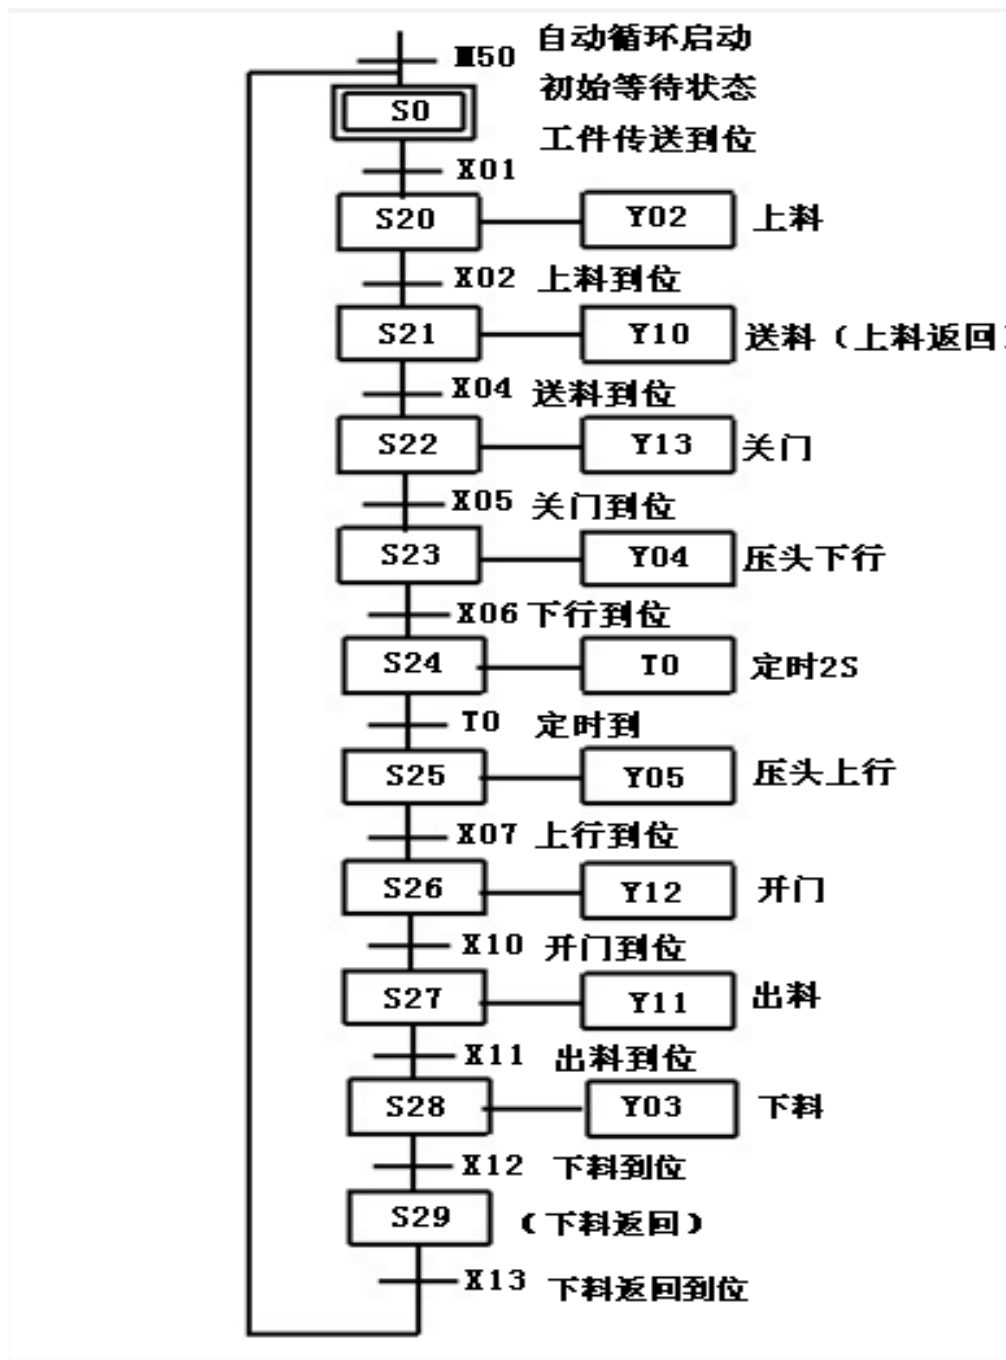 M50 自动循环启动
S0 初始等待状态
工件传送到位
X01
S20 Y02 上料
X02 上料到位
S21 Y10 送料（上料返回）
X04 送料到位
S22 Y13 关门
X05 关门到位
S23 Y04 压头下行
X06 下行到位
S24 T0 定时2S
T0 定时到
S25 Y05 压头上行
X07 上行到位
S26 Y12 开门
X10 开门到位
S27 Y11 出料
X11 出料到位
S28 Y03 下料
X12 下料到位
S29 （下料返回）
X13 下料返回到位